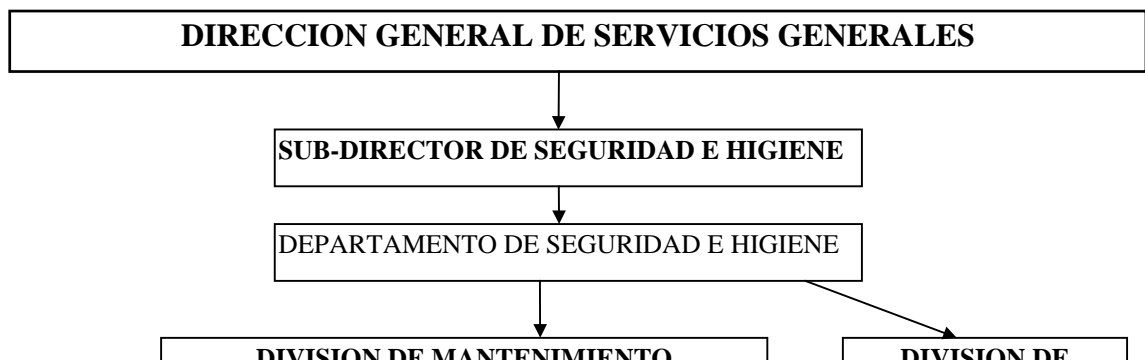 DIRECCION GENERAL DE SERVICIOS GENERALES
SUB-DIRECTOR DE SEGURIDAD E HIGIENE
DEPARTAMENTO DE SEGURIDAD E HIGIENE
DIVISION DE MANTENIMIENTO
DIVISION DE